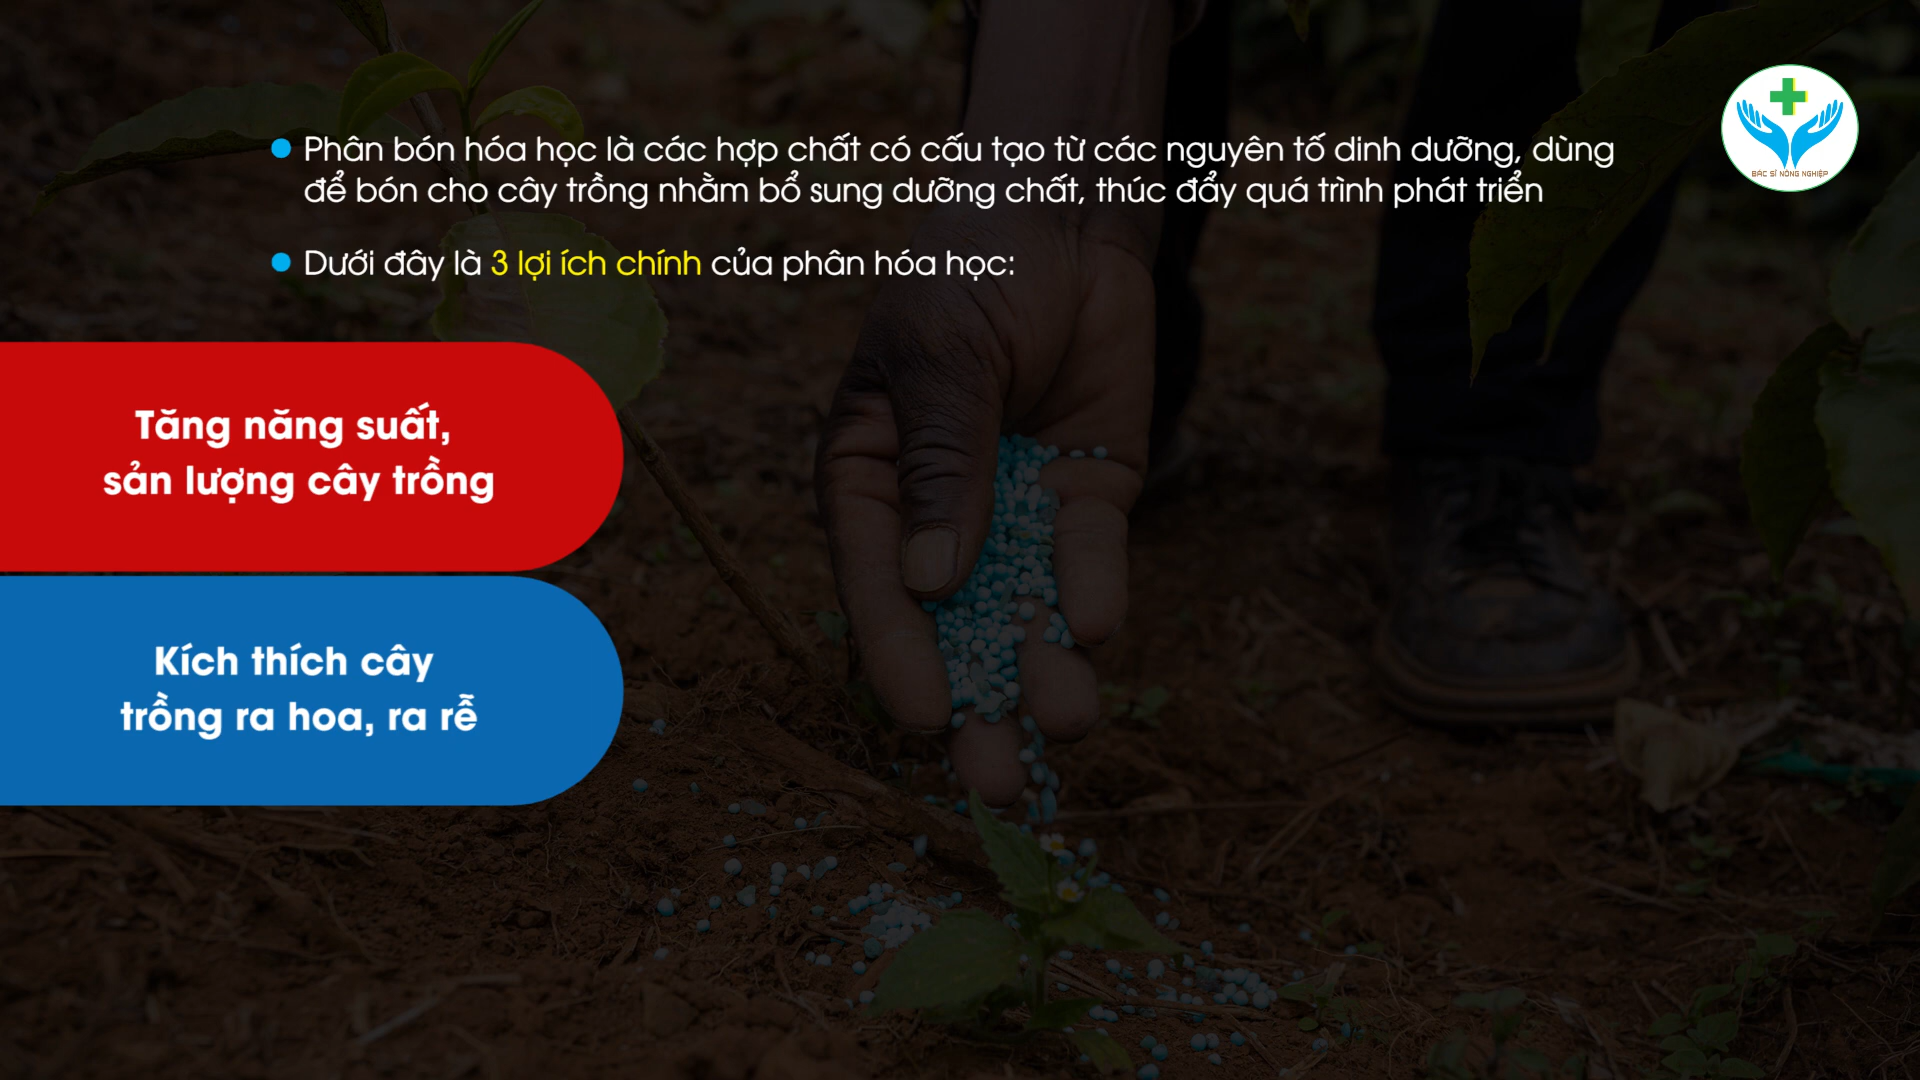 Phân bón hóa học là các hợp chất có cấu tạo từ các nguyên tố dinh dưỡng, dùng
để bón cho cây trồng nhằm bổ sung dưỡng chất, thúc đẩy quá trình phát triển
Dưới đây là 3 lợi ích chính của phân hóa học:
Tăng năng suất,
sản lượng cây trồng
Kích thích cây
trồng ra hoa, ra rễ
BÁC SĨ NÔNG NGHIỆP